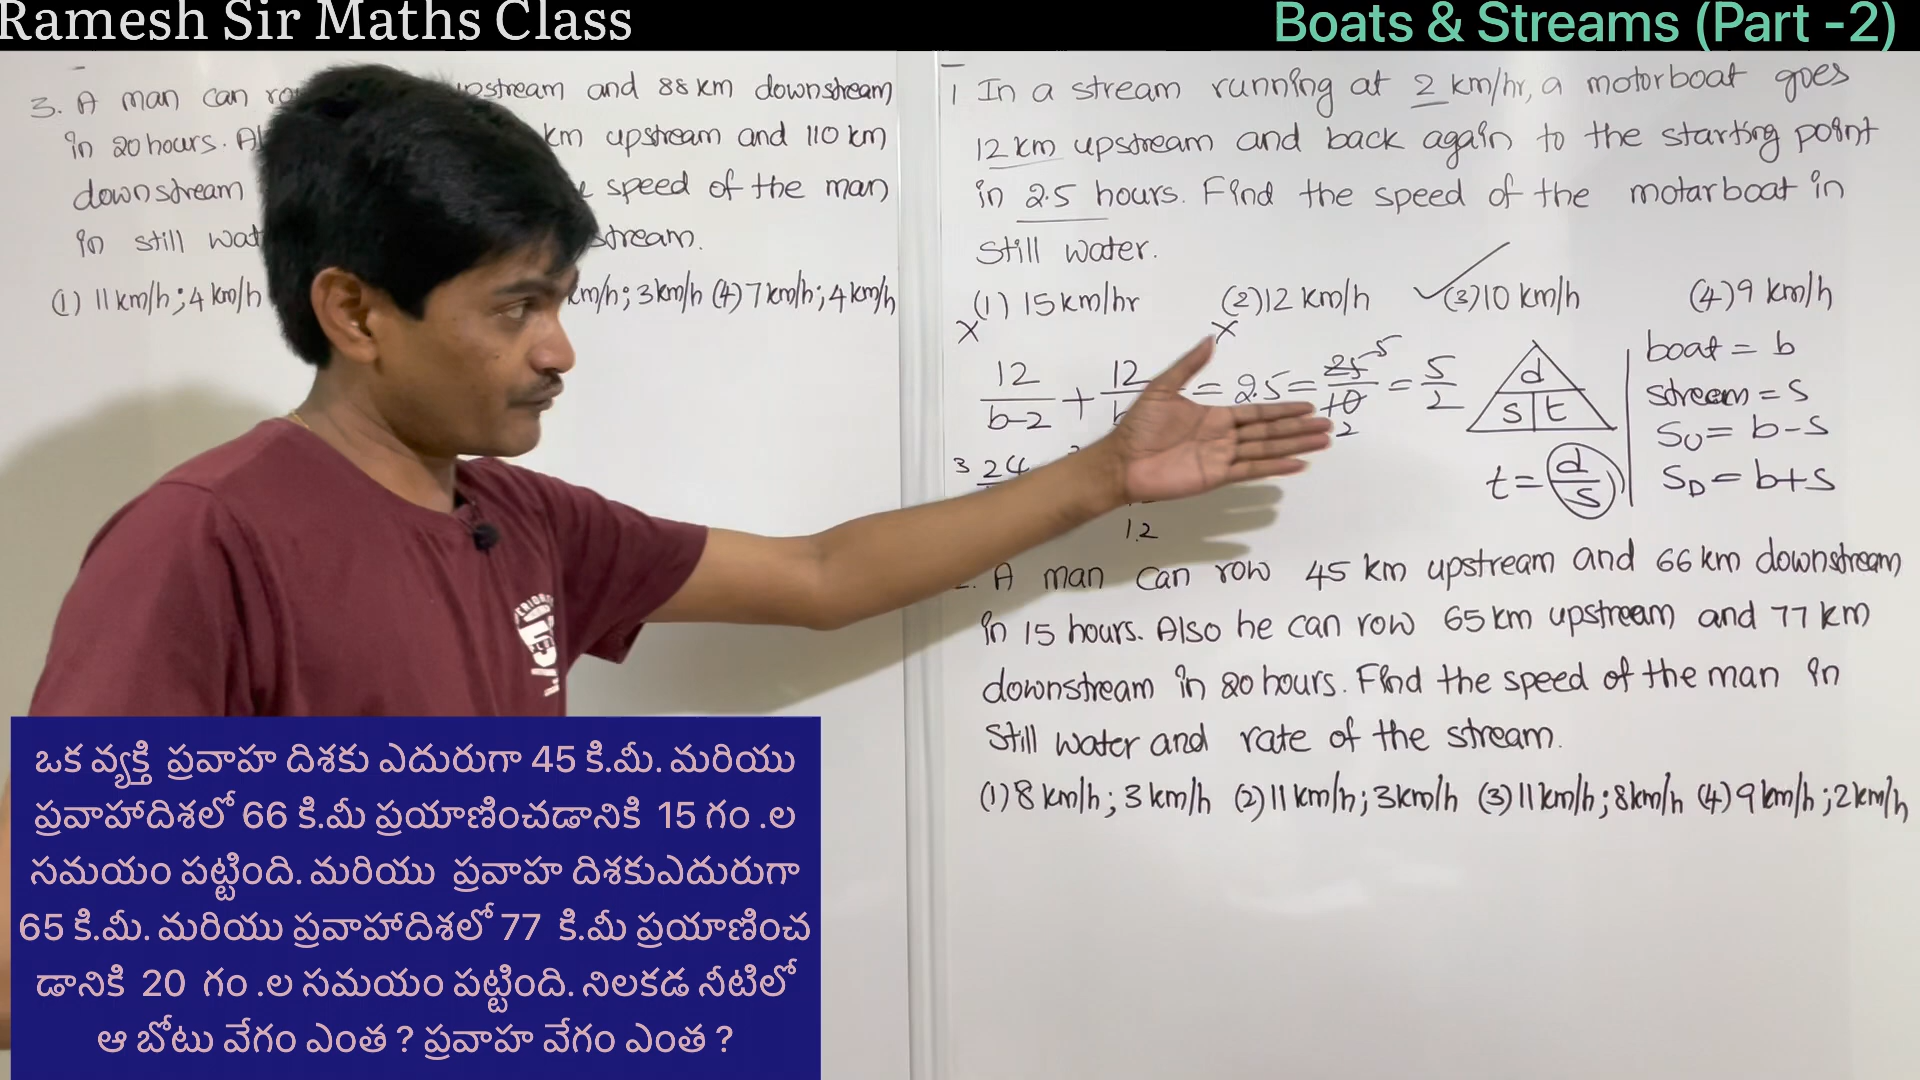 Ramesh Sir Maths Class
Boats & Streams (Part -2)
3. A man can upstream and 88 km downstream
in 20 hours. km upstream and 110 km
downstream speed of the man
in still stream.
(1) 11 km/h ; 4 km/h km/h ; 3 km/h (4) 7 km/h ; 4 km/h
1 In a stream running at 2 km/hr, a motorboat goes
12 km upstream and back again to the starting point
in 2.5 hours. Find the speed of the motarboat in
still water.
(1) 15 km/hr (2) 12 km/h (3) 10 km/h (4) 9 km/h
12/b-2 + 12/b = 2.5 = 25/10 = 5/2
5
2
3 24
12
d
s t
t = d/s
boat = b
streem = s
SU = b-s
SD = b+s
A man can row 45 km upstream and 66 km downstream
in 15 hours. Also he can row 65 km upstream and 77 km
downstream in 20 hours. Find the speed of the man in
still water and rate of the stream.
(1) 8 km/h ; 3 km/h (2) 11 km/h ; 3 km/h (3) 11 km/h ; 8 km/h (4) 9 km/h ; 2 km/h
ఒక వ్యక్తి ప్రవాహ దిశకు ఎదురుగా 45 కి.మీ. మరియు
ప్రవాహాదిశలో 66 కి.మీ ప్రయాణించడానికి 15 గం .ల
సమయం పట్టింది. మరియు ప్రవాహ దిశకుఎదురుగా
65 కి.మీ. మరియు ప్రవాహాదిశలో 77 కి.మీ ప్రయాణించ
డానికి 20 గం .ల సమయం పట్టింది. నిలకడ నీటిలో
ఆ బోటు వేగం ఎంత ? ప్రవాహ వేగం ఎంత ?